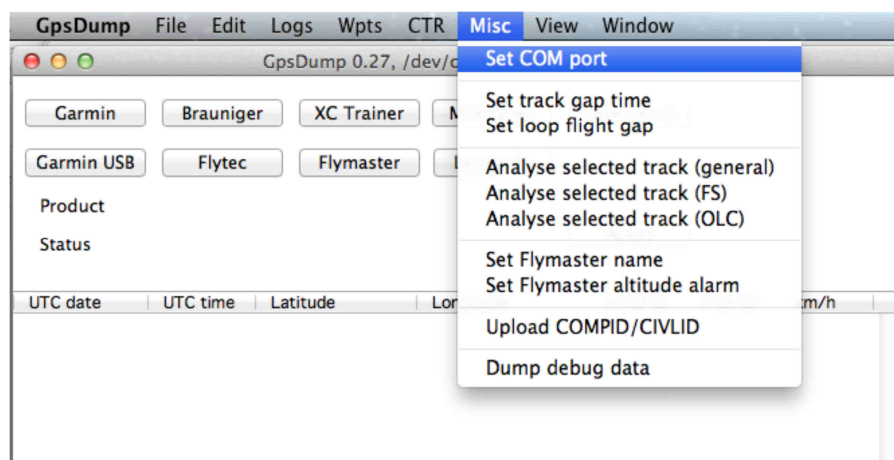 GpsDump File Edit Logs Wpts CTR Misc View Window
GpsDump 0.27, /dev/
Set COM port
Garmin Brauniger XC Trainer
Set track gap time
Set loop flight gap
Garmin USB Flytec Flymaster
Analyse selected track (general)
Analyse selected track (FS)
Analyse selected track (OLC)
Product
Status
Set Flymaster name
Set Flymaster altitude alarm
UTC date UTC time Latitude km/h
Upload COMPID/CIVLID
Dump debug data